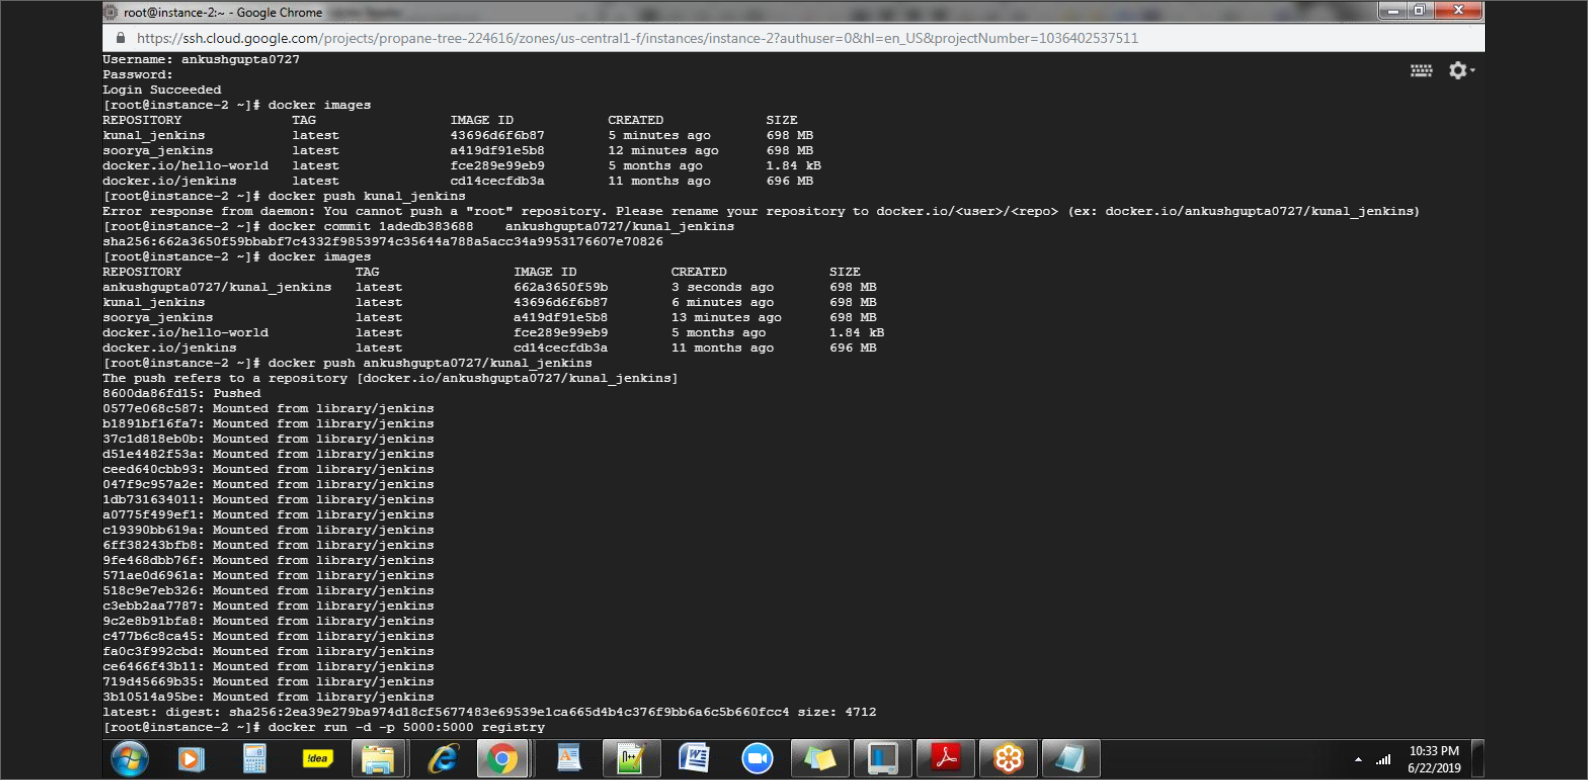 root@instance-2:~ - Google Chrome
https://ssh.cloud.google.com/projects/propane-tree-224616/zones/us-central1-f/instances/instance-2?authuser=0&hl=en_US&projectNumber=1036402537511
Username: ankushgupta0727
Password:
Login Succeeded
[root@instance-2 ~]# docker images
REPOSITORY TAG IMAGE ID CREATED SIZE
kunal_jenkins latest 43696d6f6b87 5 minutes ago 698 MB
soorya_jenkins latest a419df91e5b8 12 minutes ago 698 MB
docker.io/hello-world latest fce289e99eb9 5 months ago 1.84 kB
docker.io/jenkins latest cd14cecfdb3a 11 months ago 696 MB
[root@instance-2 ~]# docker push kunal_jenkins
Error response from daemon: You cannot push a "root" repository. Please rename your repository to docker.io/<user>/<repo> (ex: docker.io/ankushgupta0727/kunal_jenkins)
[root@instance-2 ~]# docker commit 1adedb383688 ankushgupta0727/kunal_jenkins
sha256:662a3650f59bbabf7c4332f9853974c35644a788a5acc34a9953176607e70826
[root@instance-2 ~]# docker images
REPOSITORY TAG IMAGE ID CREATED SIZE
ankushgupta0727/kunal_jenkins latest 662a3650f59b 3 seconds ago 698 MB
kunal_jenkins latest 43696d6f6b87 6 minutes ago 698 MB
soorya_jenkins latest a419df91e5b8 13 minutes ago 698 MB
docker.io/hello-world latest fce289e99eb9 5 months ago 1.84 kB
docker.io/jenkins latest cd14cecfdb3a 11 months ago 696 MB
[root@instance-2 ~]# docker push ankushgupta0727/kunal_jenkins
The push refers to a repository [docker.io/ankushgupta0727/kunal_jenkins]
8600da86fd15: Pushed
0577e068c587: Mounted from library/jenkins
b1891bf16fa7: Mounted from library/jenkins
37c1d818eb0b: Mounted from library/jenkins
d51e4482f53a: Mounted from library/jenkins
ceed640cbb93: Mounted from library/jenkins
047f9c957a2e: Mounted from library/jenkins
1db731634011: Mounted from library/jenkins
a0775f499ef1: Mounted from library/jenkins
c19390bb619a: Mounted from library/jenkins
6ff38243bfb8: Mounted from library/jenkins
9fe468dbb76f: Mounted from library/jenkins
571ae0d6961a: Mounted from library/jenkins
518c9e7eb326: Mounted from library/jenkins
c3ebb2aa7787: Mounted from library/jenkins
9c2e8b91bfa8: Mounted from library/jenkins
c477b6c8ca45: Mounted from library/jenkins
fa0c3f992cbd: Mounted from library/jenkins
ce6466f43b11: Mounted from library/jenkins
719d45669b35: Mounted from library/jenkins
3b10514a95be: Mounted from library/jenkins
latest: digest: sha256:2ea39e279ba974d18cf5677483e69539e1ca665d4b4c376f9bb6a6c5b660fcc4 size: 4712
[root@instance-2 ~]# docker run -d -p 5000:5000 registry
!dea
10:33 PM
6/22/2019